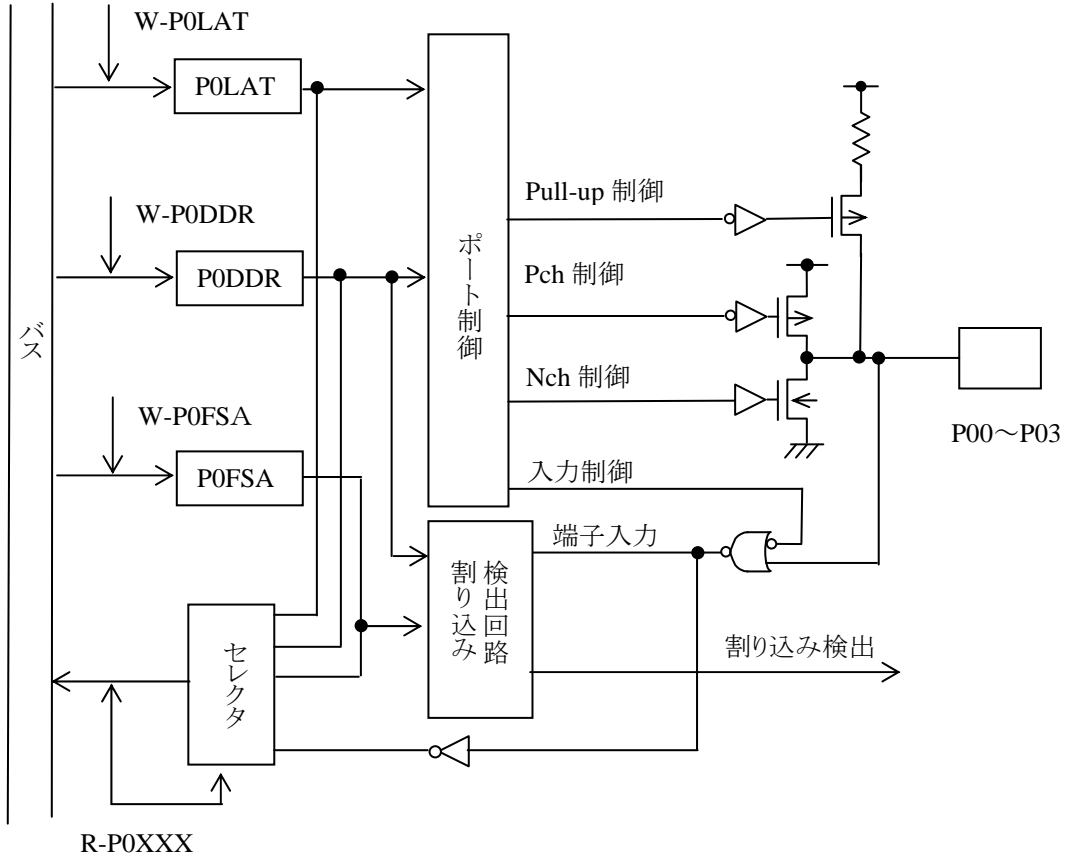 W-P0LAT
P0LAT
W-P0DDR
P0DDR
バス
W-P0FSA
P0FSA
ポート制御
Pull-up 制御
Pch 制御
Nch 制御
入力制御
P00～P03
端子入力
割り込み
検出回路
割り込み検出
セレクタ
R-P0XXX